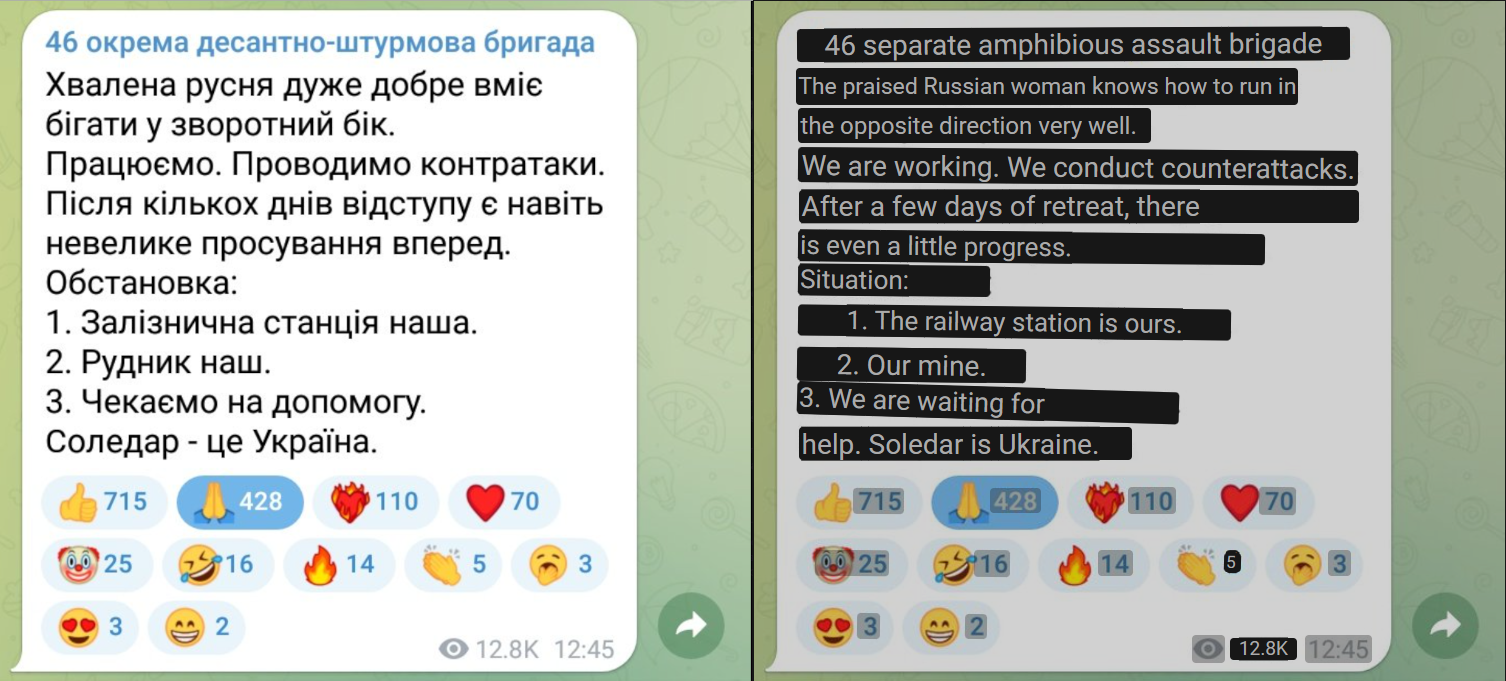 46 окрема десантно-штурмова бригада
Хвалена русня дуже добре вміє
бігати у зворотний бік.
Працюємо. Проводимо контратаки.
Після кількох днів відступу є навіть
невелике просування вперед.
Обстановка:
1. Залізнична станція наша.
2. Рудник наш.
3. Чекаємо на допомогу.
Соледар - це Україна.
715 428 110 70
25 16 14 5 3
3 2
12.8K 12:45
46 separate amphibious assault brigade
The praised Russian woman knows how to run in
the opposite direction very well.
We are working. We conduct counterattacks.
After a few days of retreat, there
is even a little progress.
Situation:
1. The railway station is ours.
2. Our mine.
3. We are waiting for
help. Soledar is Ukraine.
715 428 110 70
25 16 14 5 3
3 2
12.8K 12:45